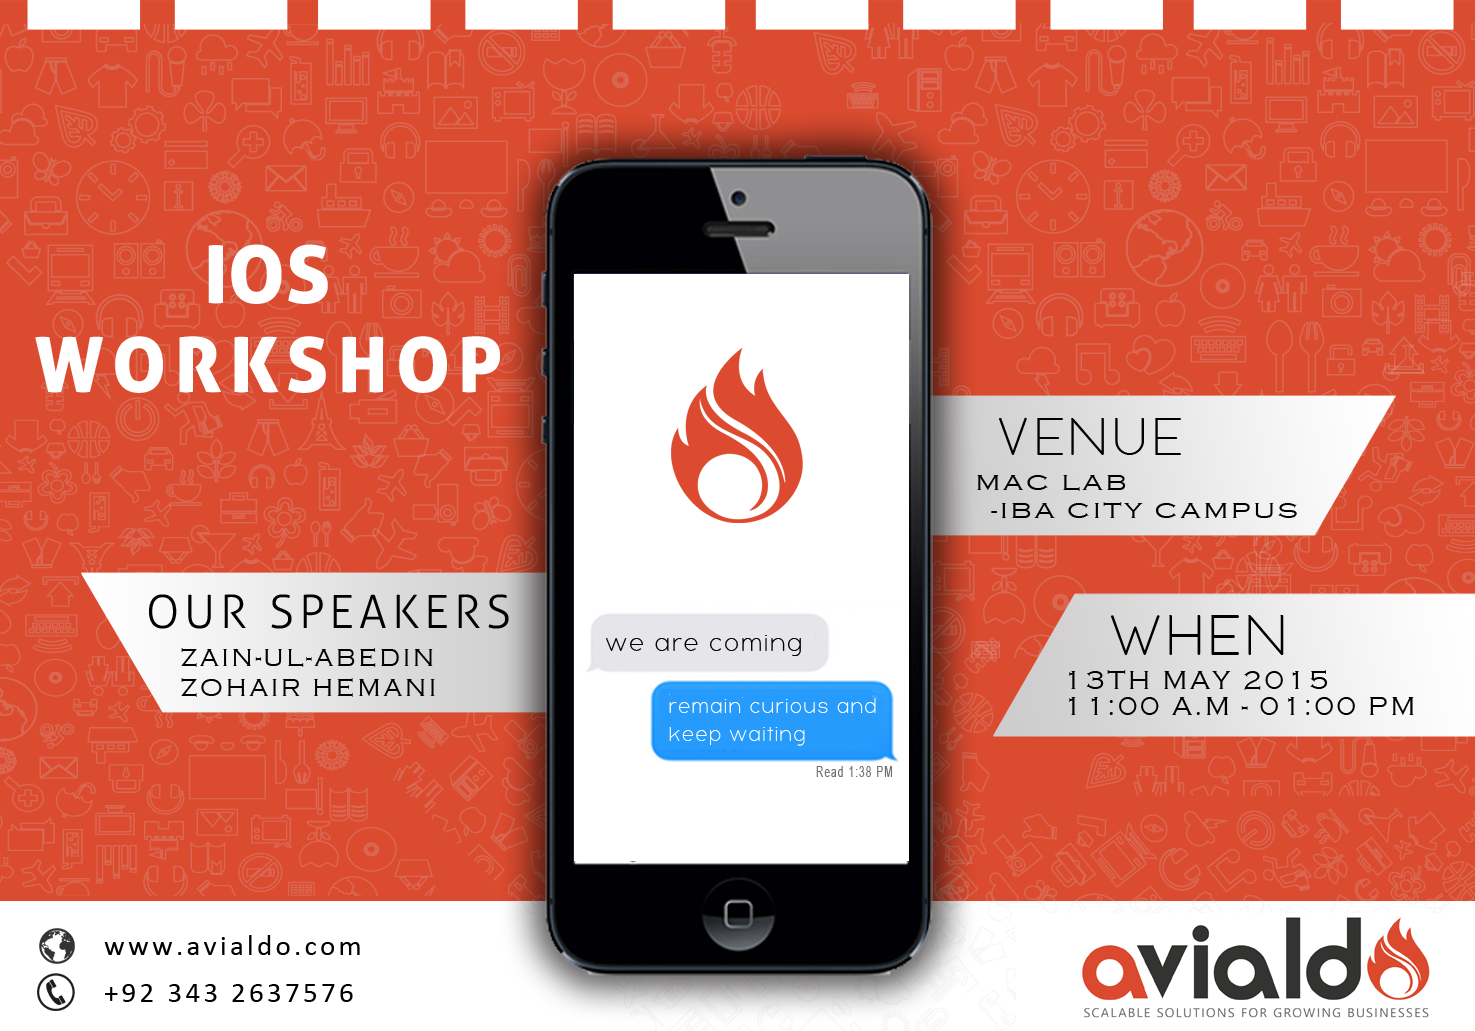 IOS
WORKSHOP
OUR SPEAKERS
ZAIN-UL-ABEDIN
ZOHAIR HEMANI
we are coming
remain curious and
keep waiting
Read 1:38 PM
VENUE
MAC LAB
-IBA CITY CAMPUS
WHEN
13TH MAY 2015
11:00 A.M - 01:00 PM
www.avialdo.com
+92 343 2637576
avialdo
SCALABLE SOLUTIONS FOR GROWING BUSINESSES